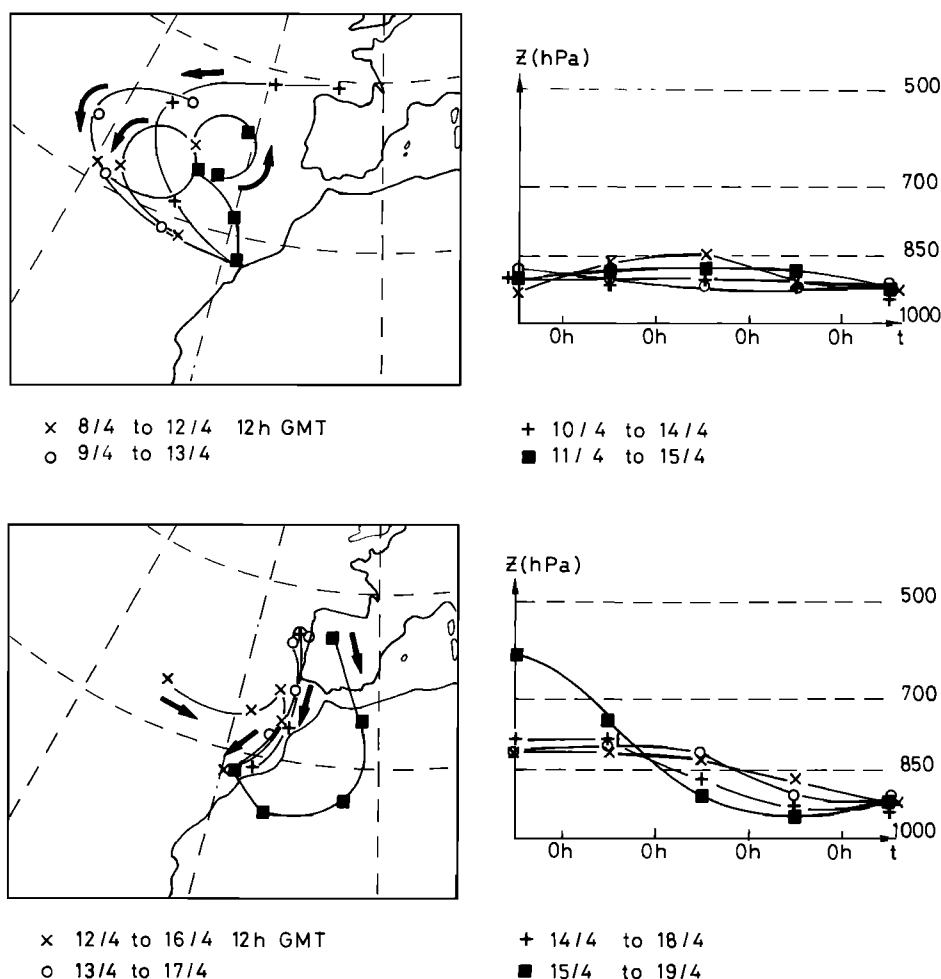 Z(hPa)
500
700
850
1000
0h 0h 0h 0h t
× 8/4 to 12/4 12h GMT
○ 9/4 to 13/4
+ 10/4 to 14/4
■ 11/4 to 15/4
Z(hPa)
500
700
850
1000
0h 0h 0h 0h t
× 12/4 to 16/4 12h GMT
○ 13/4 to 17/4
+ 14/4 to 18/4
■ 15/4 to 19/4